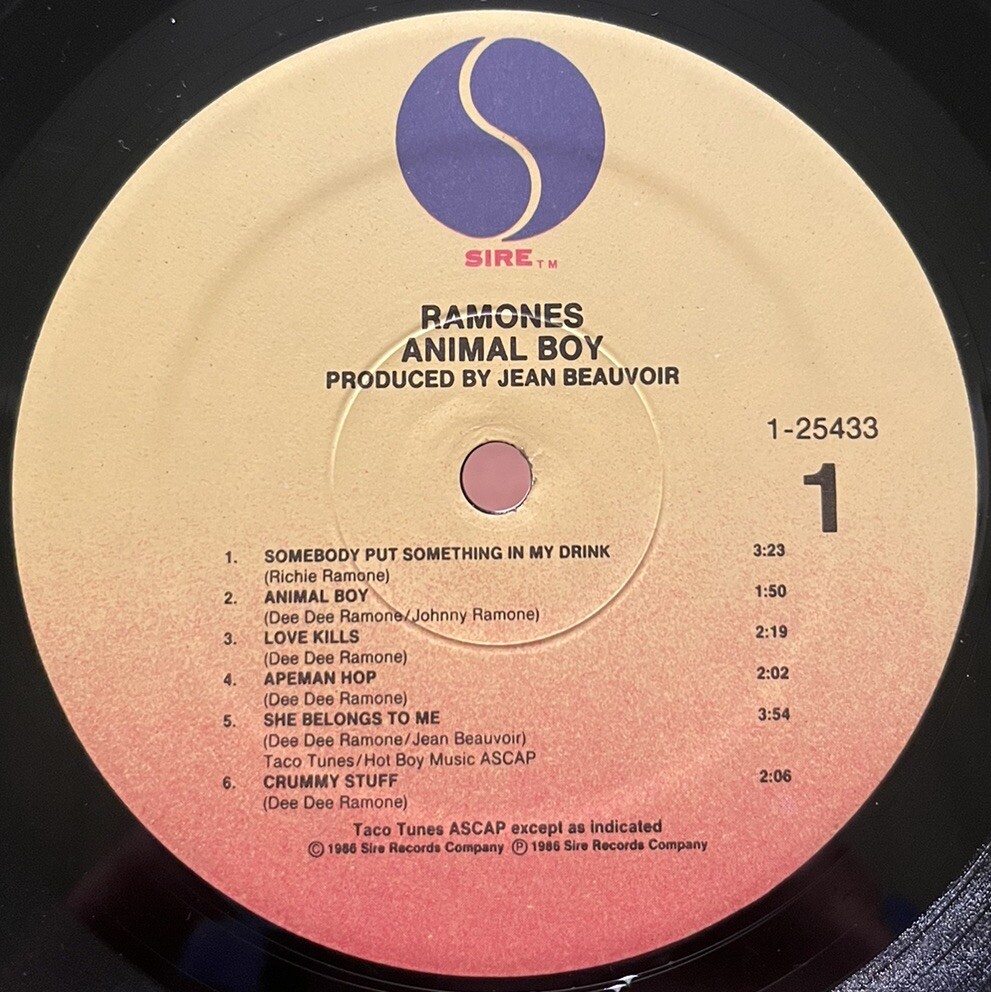 SIRE™
RAMONES
ANIMAL BOY
PRODUCED BY JEAN BEAUVOIR
1-25433
1
1. SOMEBODY PUT SOMETHING IN MY DRINK 3:23
(Richie Ramone)
2. ANIMAL BOY 1:50
(Dee Dee Ramone/Johnny Ramone)
3. LOVE KILLS 2:19
(Dee Dee Ramone)
4. APEMAN HOP 2:02
(Dee Dee Ramone)
5. SHE BELONGS TO ME 3:54
(Dee Dee Ramone/Jean Beauvoir)
Taco Tunes/Hot Boy Music ASCAP
6. CRUMMY STUFF 2:06
(Dee Dee Ramone)
Taco Tunes ASCAP except as indicated
© 1986 Sire Records Company ℗ 1986 Sire Records Company